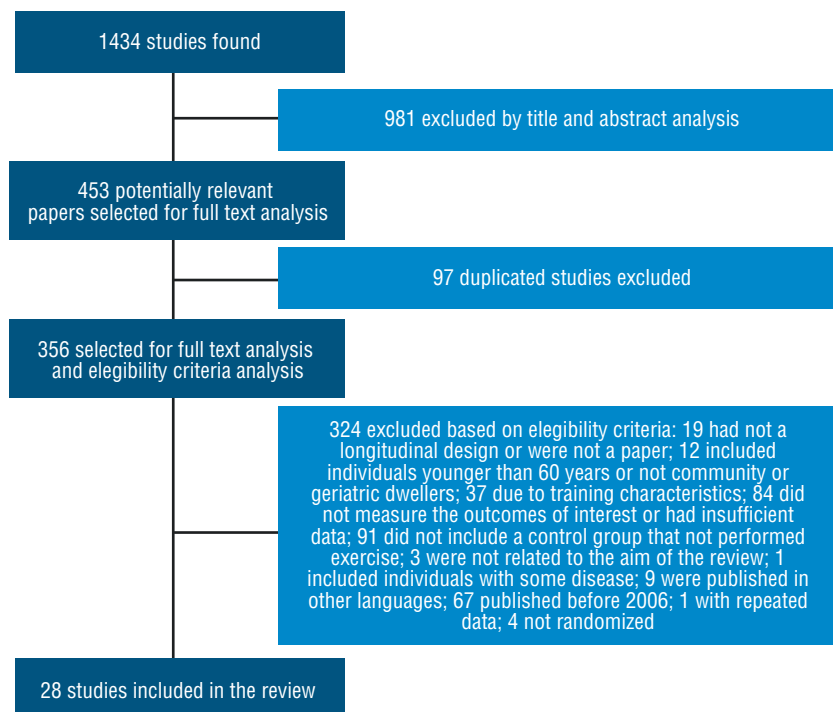 1434 studies found
981 excluded by title and abstract analysis
453 potentially relevant
papers selected for full text analysis
97 duplicated studies excluded
356 selected for full text analysis
and elegibility criteria analysis
324 excluded based on elegibility criteria: 19 had not a
longitudinal design or were not a paper; 12 included
individuals younger than 60 years or not community or
geriatric dwellers; 37 due to training characteristics; 84 did
not measure the outcomes of interest or had insufficient
data; 91 did not include a control group that not performed
exercise; 3 were not related to the aim of the review; 1
included individuals with some disease; 9 were published in
other languages; 67 published before 2006; 1 with repeated
data; 4 not randomized
28 studies included in the review